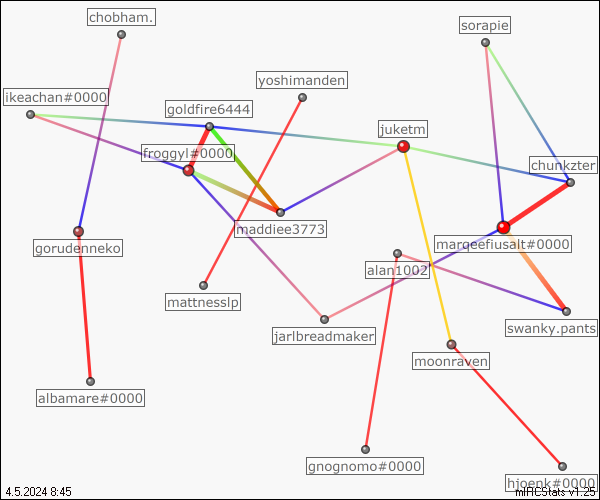 chobham.
sorapie
yoshimanden
ikeachan#0000
goldfire6444
juketm
froggyl#0000
chunkzter
maddiee3773
gorudenneko
marqeefiusalt#0000
alan1002
mattnesslp
swanky.pants
jarlbreadmaker
moonraven
albamare#0000
gnognomo#0000
hjoenk#0000
4.5.2024 8:45
mIRCStats v1.25